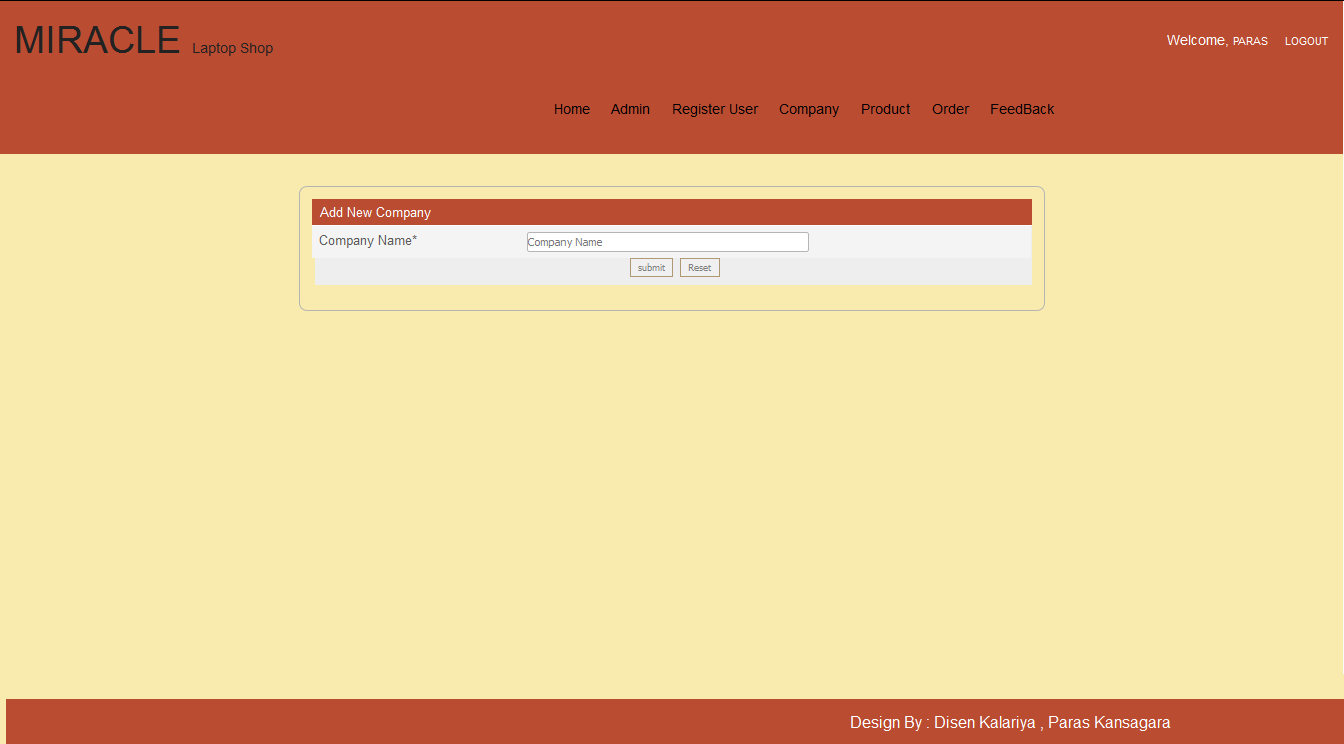 MIRACLE Laptop Shop
Welcome, PARAS LOGOUT
Home Admin Register User Company Product Order FeedBack
Add New Company
Company Name* Company Name
submit Reset
Design By : Disen Kalariya , Paras Kansagara